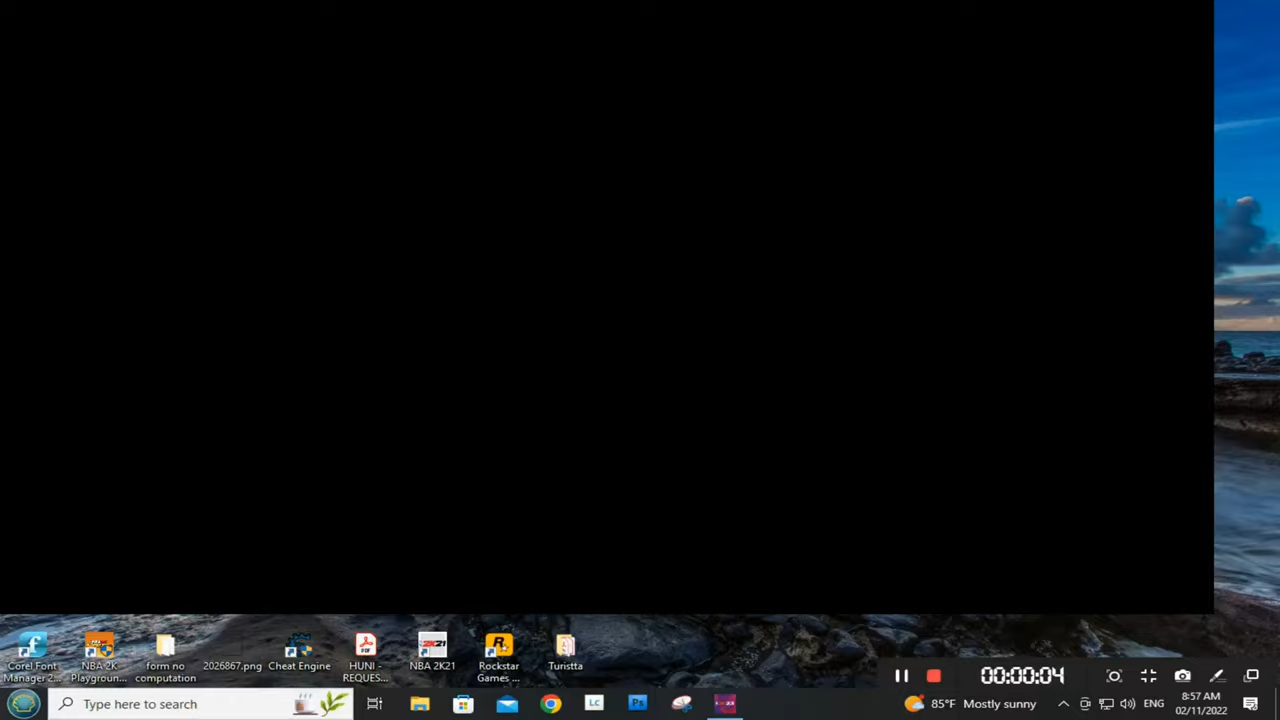 Corel Font
Manager 2...
NBA 2K
Playgroun...
form no
computation
2026867.png
Cheat Engine
HUNI -
REQUES...
NBA 2K21
Rockstar
Games ...
Turistta
00:00:04
Type here to search
LC
Ps
85°F Mostly sunny
ENG
8:57 AM
02/11/2022